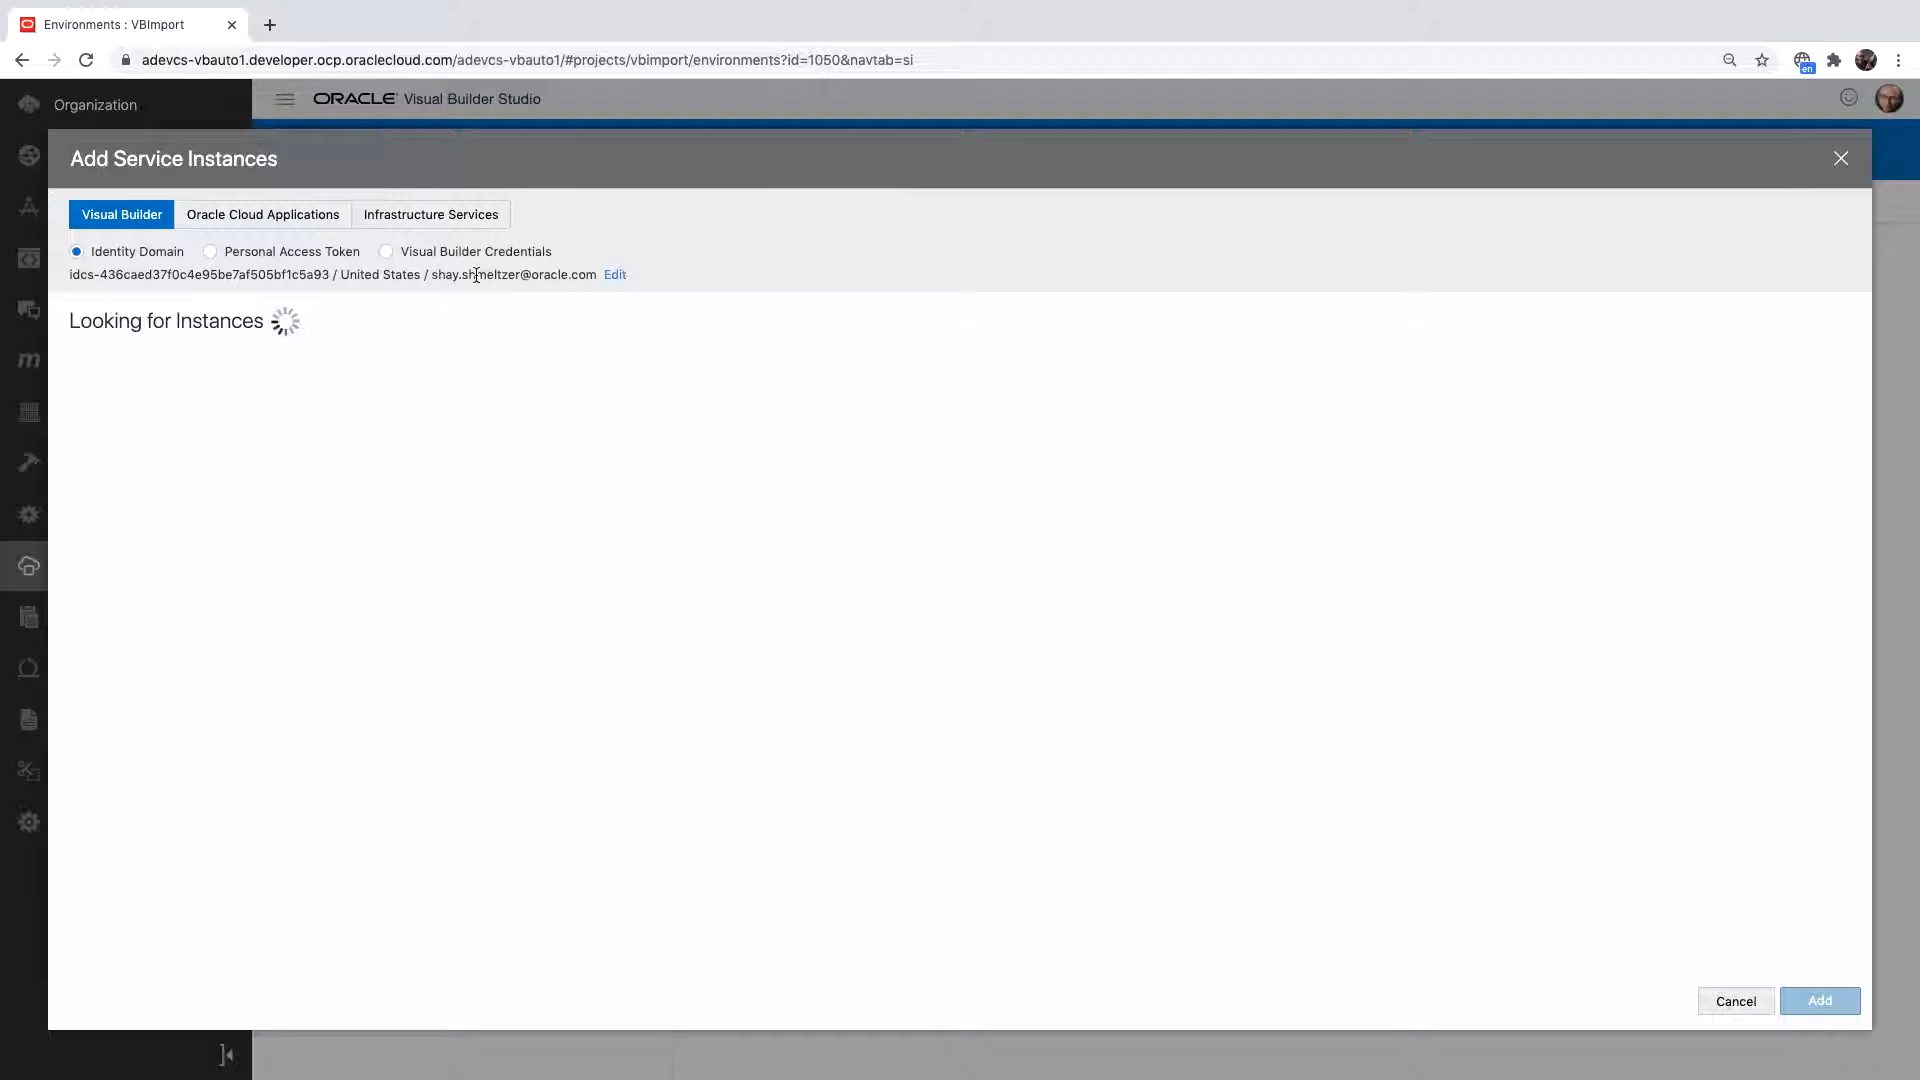 Environments : VBImport
adevcs-vbauto1.developer.ocp.oraclecloud.com/adevcs-vbauto1/#projects/vbimport/environments?id=1050&navtab=si
en
Organization
ORACLE' Visual Builder Studio
Add Service Instances
Visual Builder Oracle Cloud Applications Infrastructure Services
Identity Domain Personal Access Token Visual Builder Credentials
idcs-436caed37f0c4e95be7af505bf1c5a93 / United States / shay.shmeltzer@oracle.com Edit
Looking for Instances
m
Cancel Add